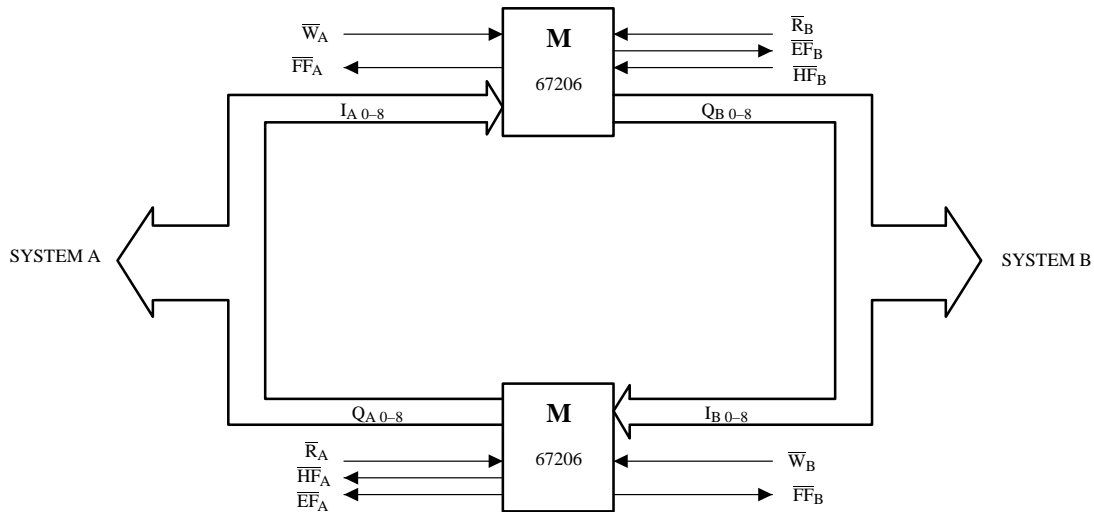 W̅A
M
R̅B
E̅F̅B
F̅F̅A
H̅F̅B
67206
IA 0–8
QB 0–8
SYSTEM A
SYSTEM B
M
QA 0–8
IB 0–8
R̅A
67206
W̅B
H̅F̅A
E̅F̅A
F̅F̅B